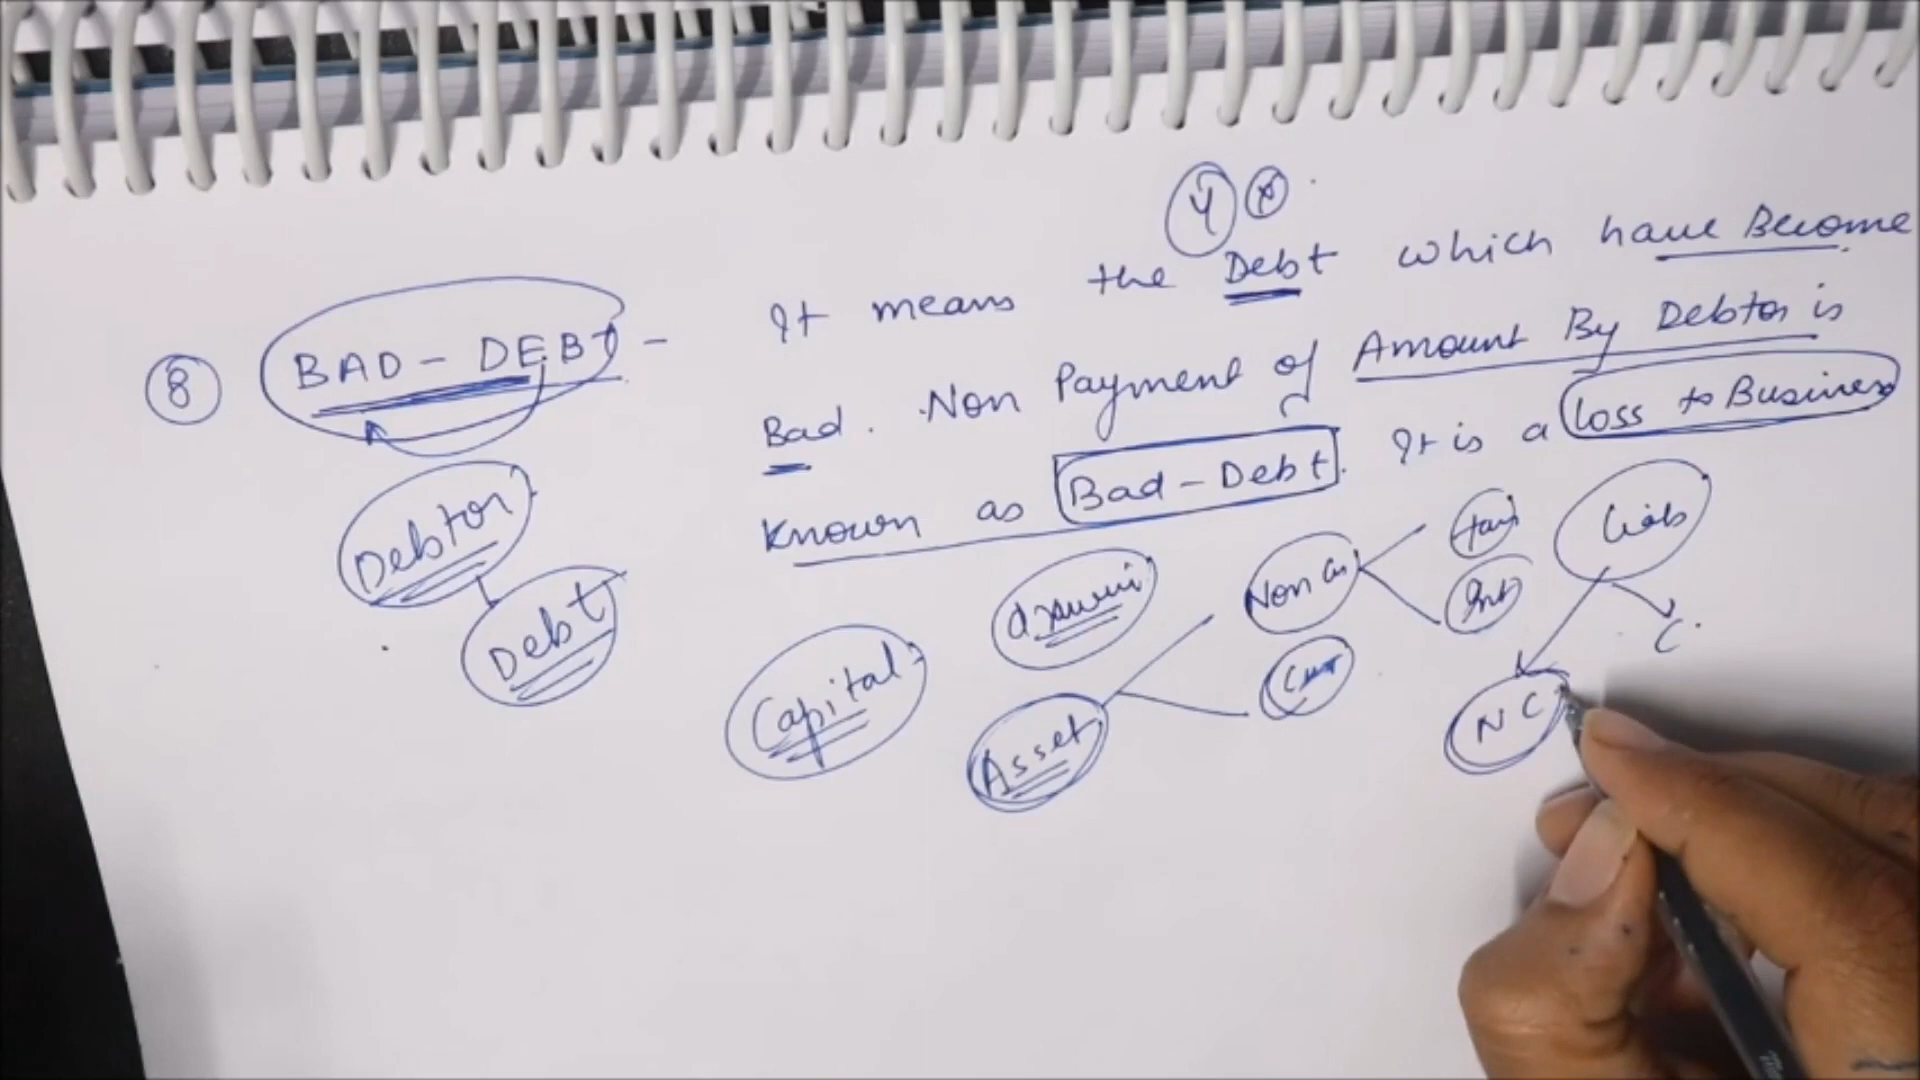 4
8 BAD - DEBT - It means the Debt which have Become
Bad. Non Payment of Amount By Debtor is
Known as Bad - Debt. It is a Loss to Business
Debtor
Debt
Capital
Asset
Non
Liab
C.
NC